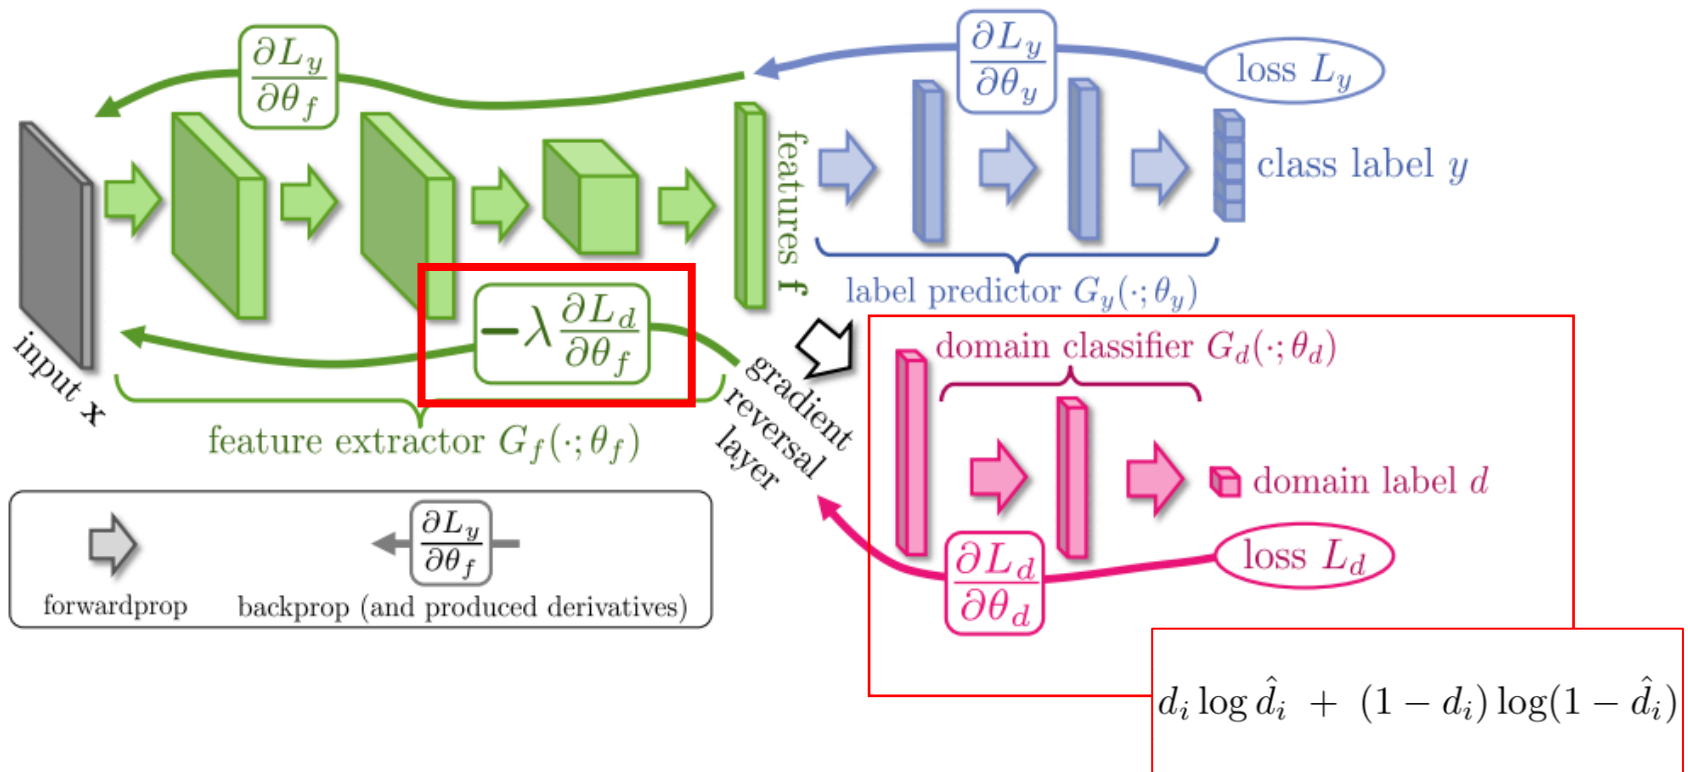 ∂L_y/∂θ_f
∂L_y/∂θ_y
loss L_y
features f
class label y
label predictor G_y(·; θ_y)
input x
−λ ∂L_d/∂θ_f
gradient
reversal
layer
feature extractor G_f(·; θ_f)
domain classifier G_d(·; θ_d)
domain label d
∂L_d/∂θ_d
loss L_d
∂L_y/∂θ_f
forwardprop
backprop (and produced derivatives)
d_i log d̂_i + (1 − d_i) log(1 − d̂_i)